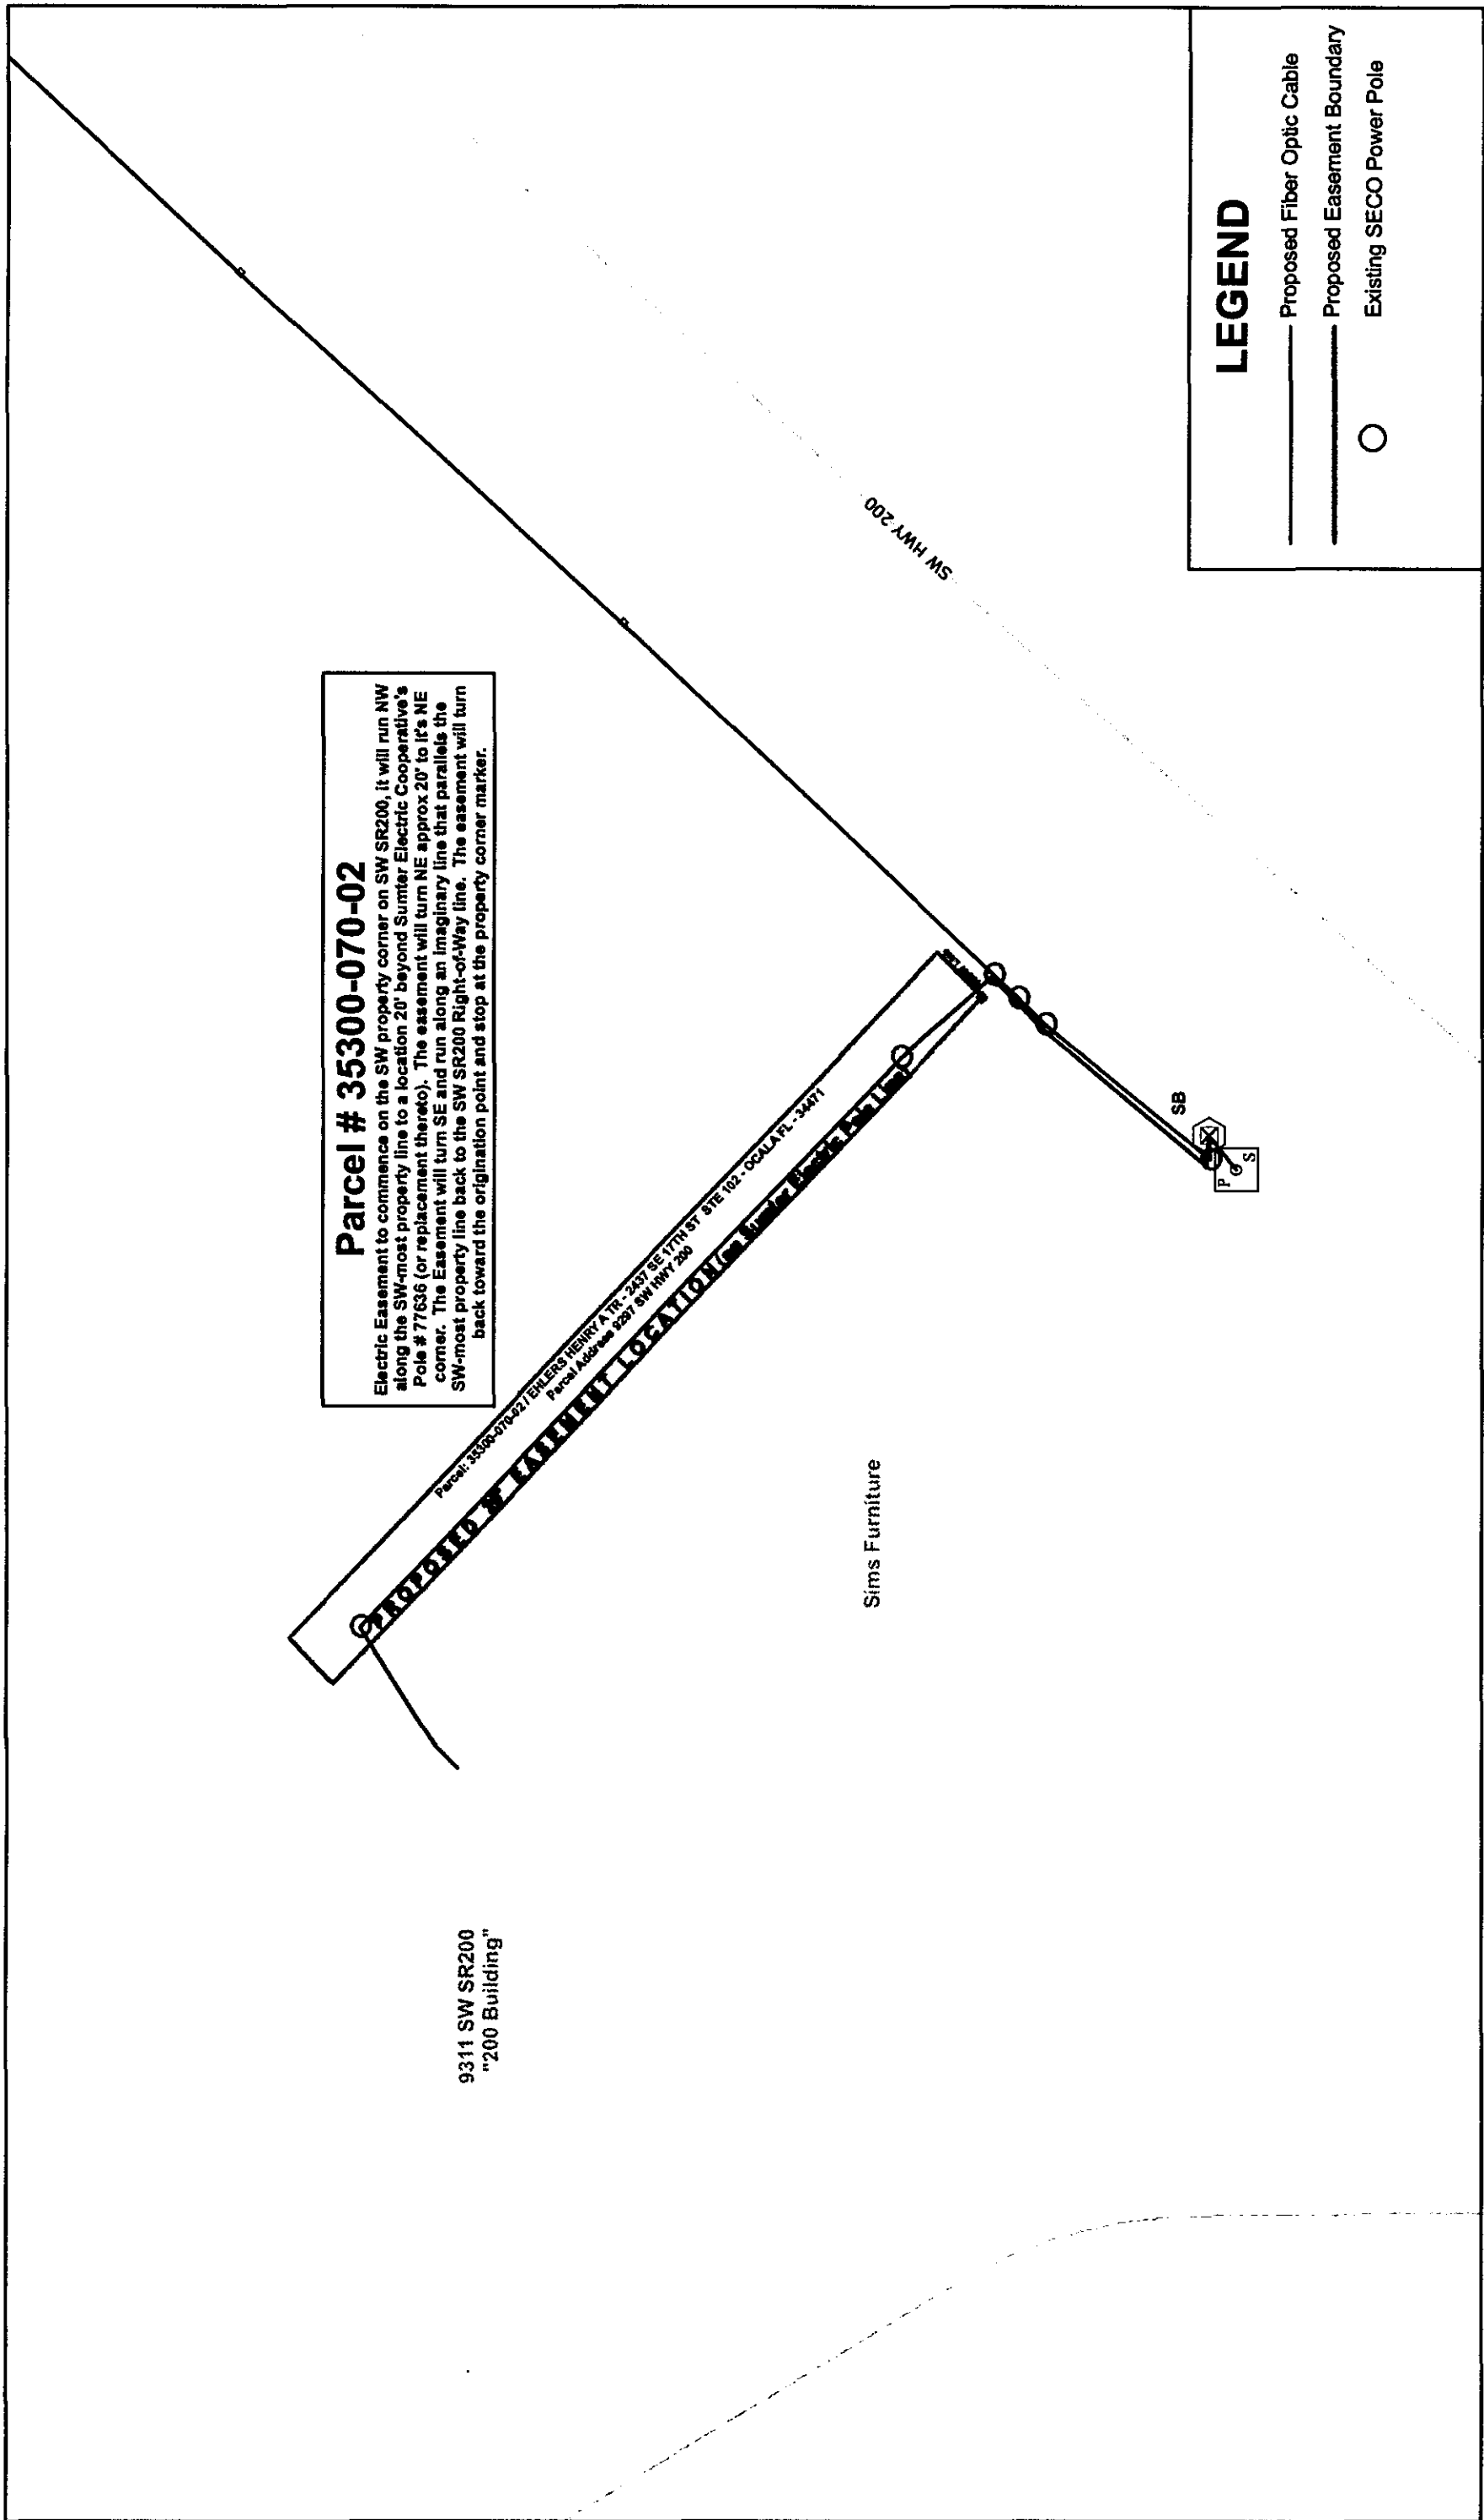 Parcel # 35300-070-02
Electric Easement to commence on the SW property corner on SW SR200, it will run NW
along the SW-most property line to a location 20' beyond Sumter Electric Cooperative's
Pole # 77636 (or replacement thereto). The easement will turn NE approx 20' to it's NE
corner. The Easement will turn SE and run along an imaginary line that parallels the
SW-most property line back to the SW SR200 Right-of-Way line. The easement will turn
back toward the origination point and stop at the property corner marker.
Parcel: 35300-070-02 / EHLERS HENRY A TR - 2437 SE 17TH ST STE 102 - OCALA FL - 34471
Parcel Address 9297 SW HWY 200
PROPOSED 20' EASEMENT LOCATION (on Sumter Electric Pole Line)
SW HWY 200
9311 SW SR200
"200 Building"
Sims Furniture
SB
P
S
LEGEND
Proposed Fiber Optic Cable
Proposed Easement Boundary
Existing SECO Power Pole